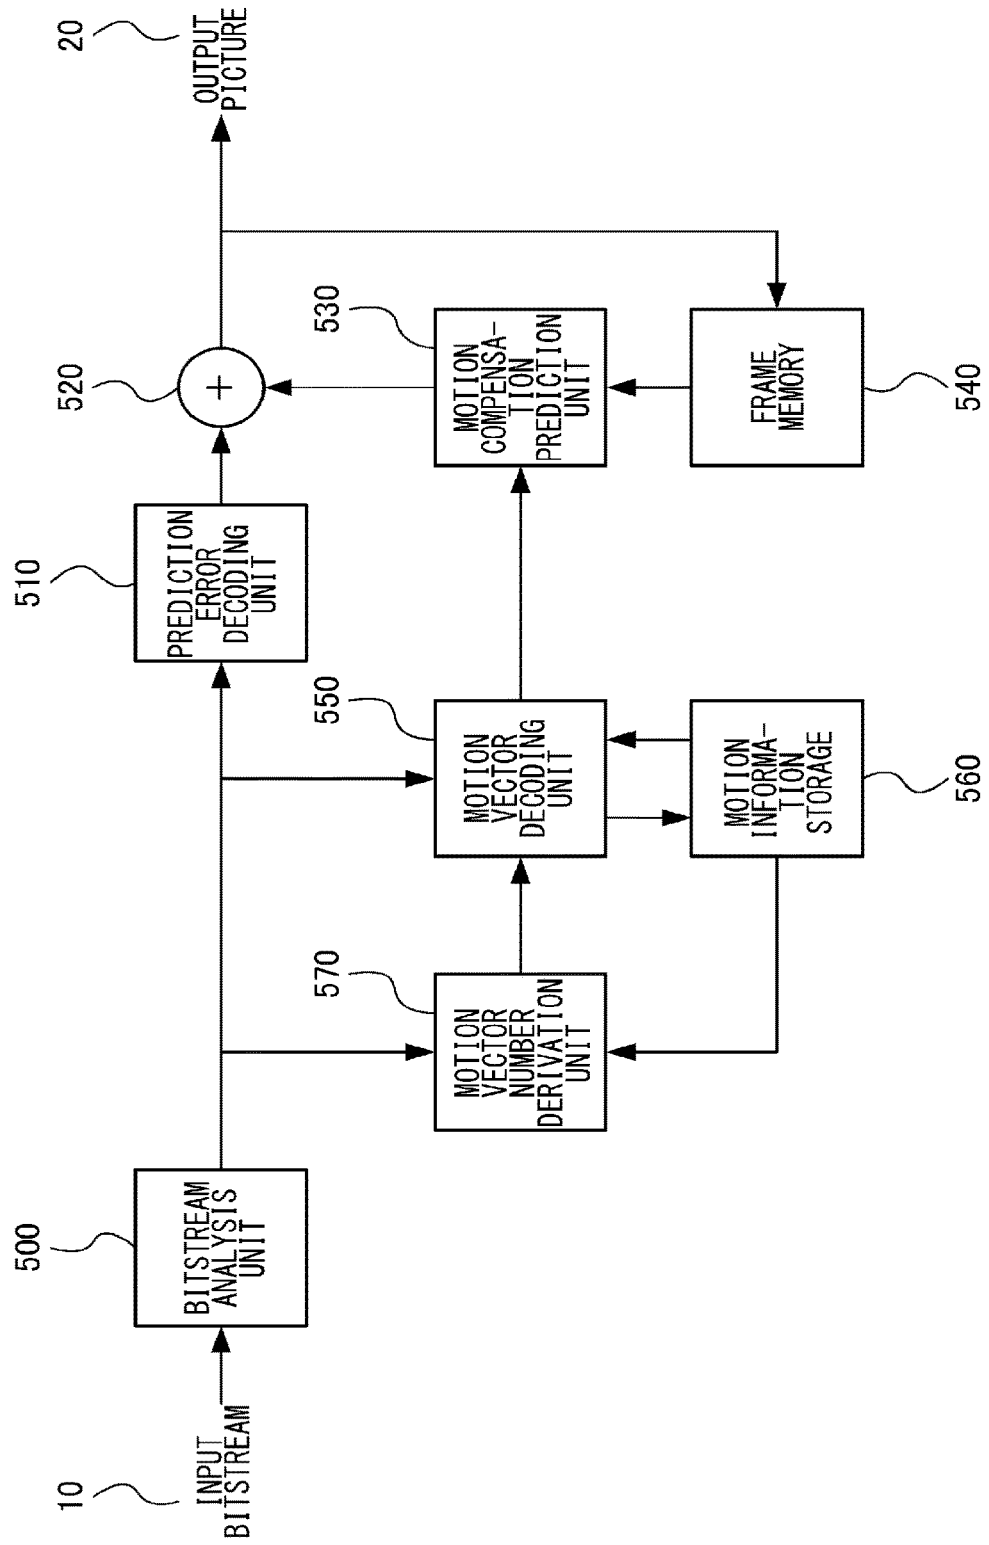 10
INPUT
BITSTREAM
500
BITSTREAM
ANALYSIS
UNIT
510
PREDICTION
ERROR
DECODING
UNIT
520
+
20
OUTPUT
PICTURE
570
MOTION
VECTOR
NUMBER
DERIVATION
UNIT
550
MOTION
VECTOR
DECODING
UNIT
530
MOTION
COMPENSA-
TION
PREDICTION
UNIT
MOTION
INFORMA-
TION
STORAGE
560
FRAME
MEMORY
540